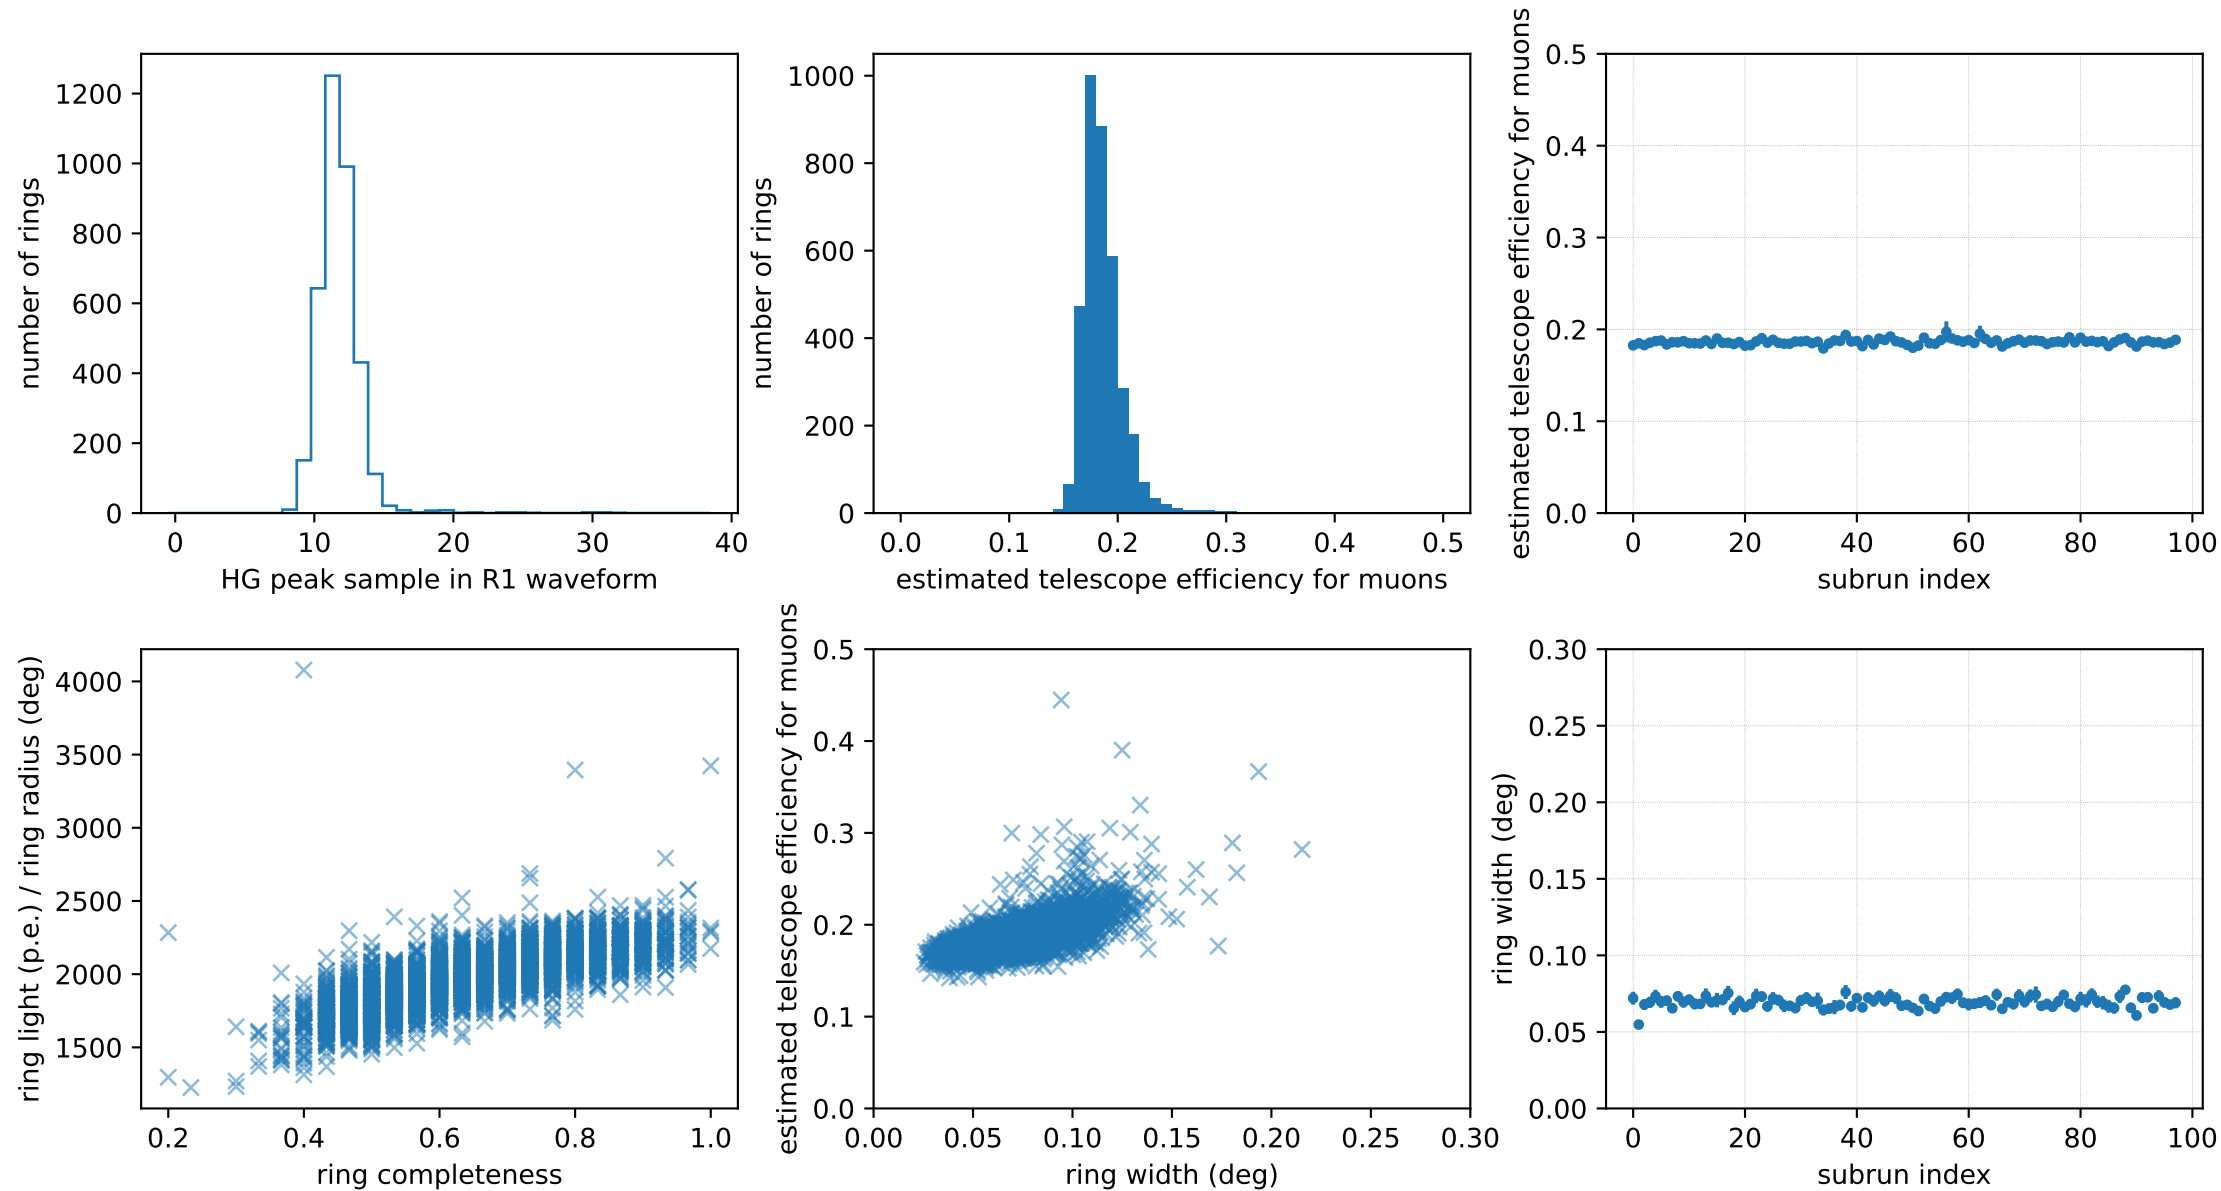 number of rings
1200
1000
800
600
400
200
0
0 10 20 30 40
HG peak sample in R1 waveform
number of rings
1000
800
600
400
200
0
0.0 0.1 0.2 0.3 0.4 0.5
estimated telescope efficiency for muons
estimated telescope efficiency for muons
0.5
0.4
0.3
0.2
0.1
0.0
0 20 40 60 80 100
subrun index
ring light (p.e.) / ring radius (deg)
4000
3500
3000
2500
2000
1500
0.2 0.4 0.6 0.8 1.0
ring completeness
estimated telescope efficiency for muons
0.5
0.4
0.3
0.2
0.1
0.0
0.00 0.05 0.10 0.15 0.20 0.25 0.30
ring width (deg)
ring width (deg)
0.30
0.25
0.20
0.15
0.10
0.05
0.00
0 20 40 60 80 100
subrun index